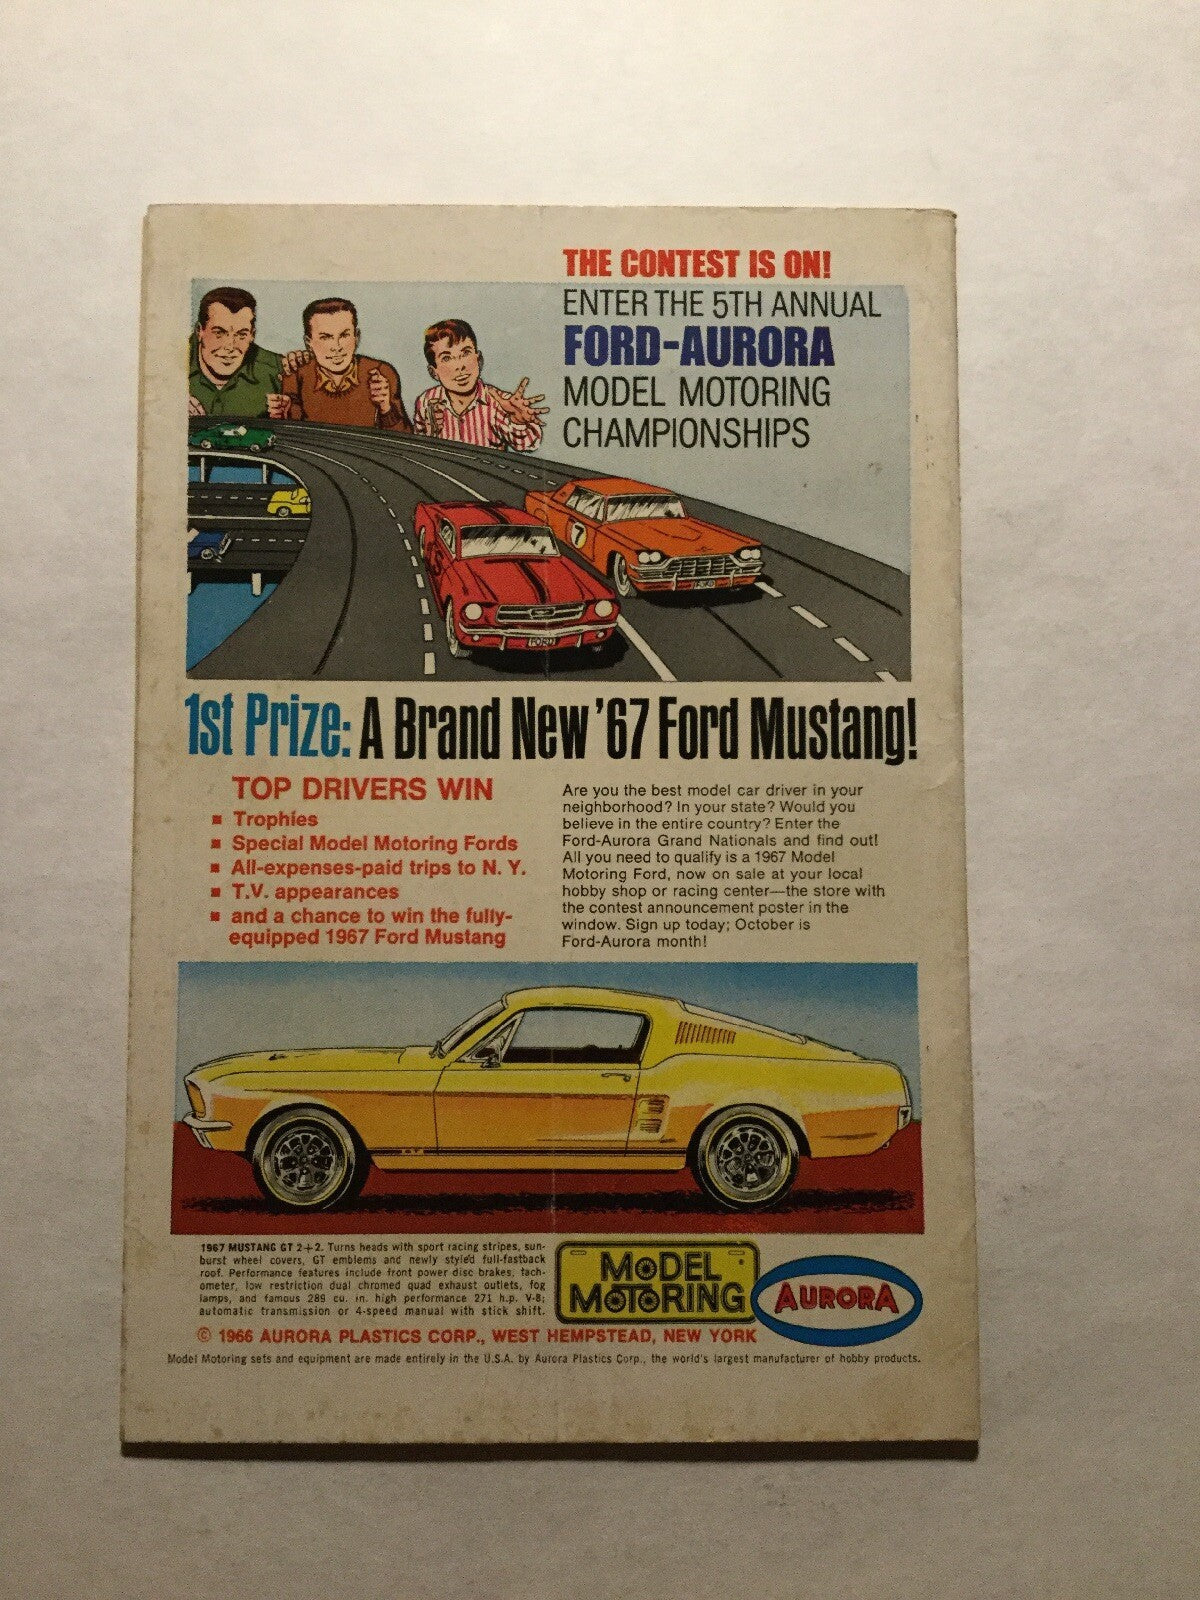 THE CONTEST IS ON!
ENTER THE 5TH ANNUAL
FORD-AURORA
MODEL MOTORING
CHAMPIONSHIPS
7
FORD
1st Prize: A Brand New '67 Ford Mustang!
TOP DRIVERS WIN
▪ Trophies
▪ Special Model Motoring Fords
▪ All-expenses-paid trips to N. Y.
▪ T.V. appearances
▪ and a chance to win the fully-
equipped 1967 Ford Mustang
Are you the best model car driver in your
neighborhood? In your state? Would you
believe in the entire country? Enter the
Ford-Aurora Grand Nationals and find out!
All you need to qualify is a 1967 Model
Motoring Ford, now on sale at your local
hobby shop or racing center—the store with
the contest announcement poster in the
window. Sign up today; October is
Ford-Aurora month!
1967 MUSTANG GT 2+2. Turns heads with sport racing stripes, sun-
burst wheel covers, GT emblems and newly styled full-fastback
roof. Performance features include front power disc brakes, tach-
ometer, low restriction dual chromed quad exhaust outlets, fog
lamps, and famous 289 cu. in. high performance 271 h.p. V-8;
automatic transmission or 4-speed manual with stick shift.
MODEL
MOTORING
AURORA
© 1966 AURORA PLASTICS CORP., WEST HEMPSTEAD, NEW YORK
Model Motoring sets and equipment are made entirely in the U.S.A. by Aurora Plastics Corp., the world's largest manufacturer of hobby products.